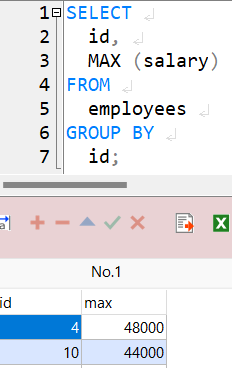 1 SELECT
2 id,
3 MAX (salary)
4 FROM
5 employees
6 GROUP BY
7 id;
No.1
id max
4 48000
10 44000